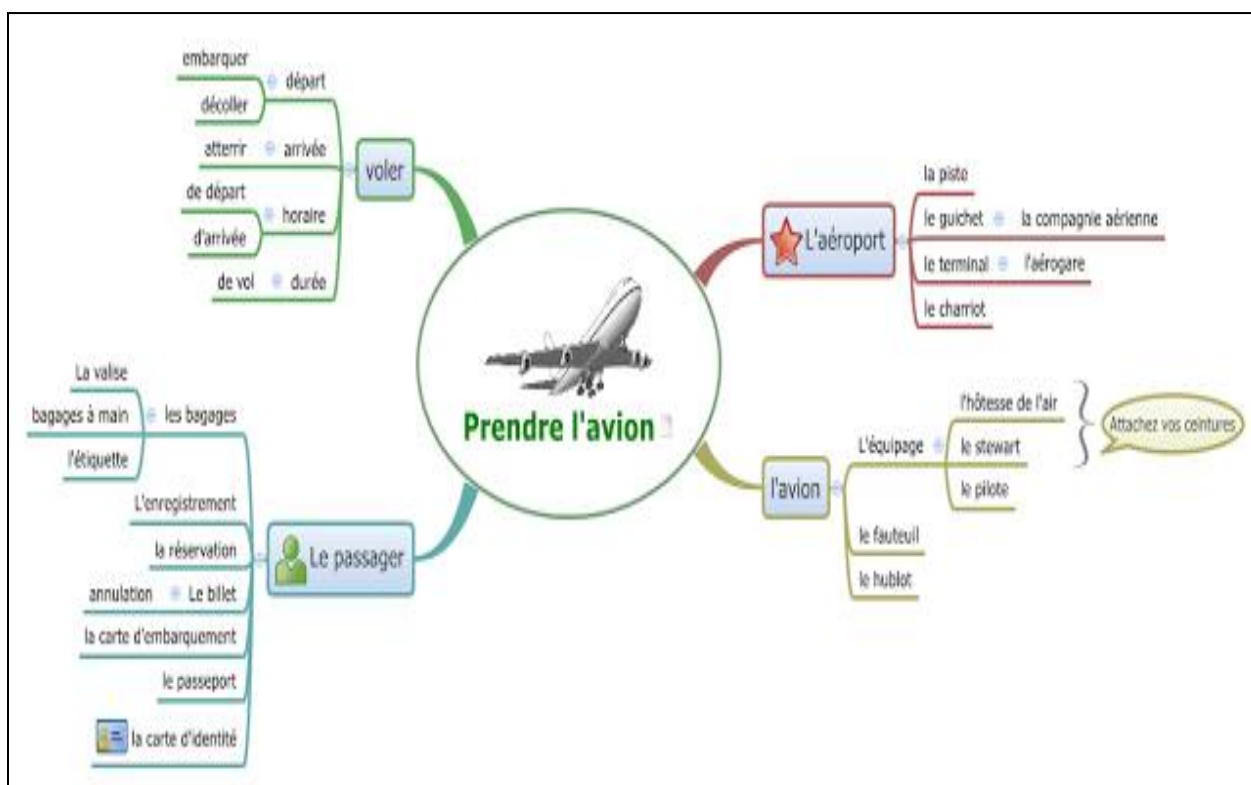 Prendre l'avion
voler
départ
embarquer
décoller
arrivée
atterrir
horaire
de départ
d'arrivée
durée
de vol
L'aéroport
la piste
le guichet
la compagnie aérienne
le terminal
l'aérogare
le charriot
l'avion
L'équipage
l'hôtesse de l'air
le stewart
le pilote
Attachez vos ceintures
le fauteuil
le hublot
Le passager
les bagages
La valise
bagages à main
l'étiquette
L'enregistrement
la réservation
Le billet
annulation
la carte d'embarquement
le passeport
la carte d'identité